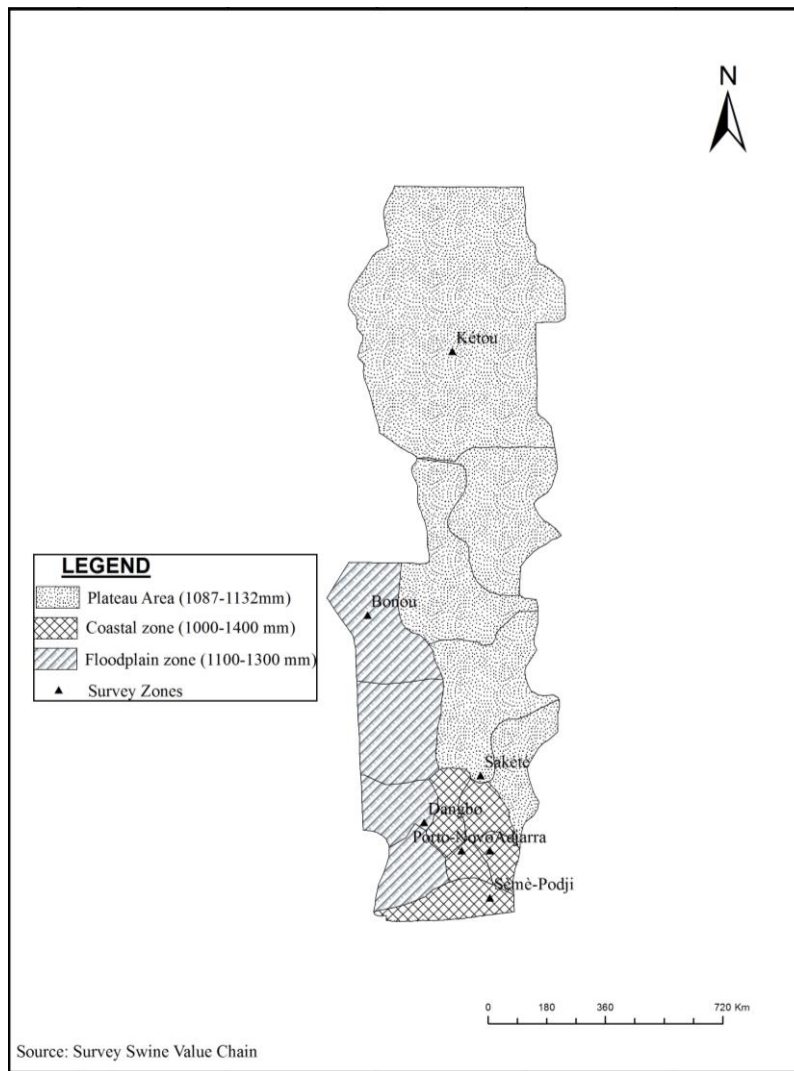 N
Kétou
LEGEND
Plateau Area (1087-1132mm)
Coastal zone (1000-1400 mm)
Floodplain zone (1100-1300 mm)
Survey Zones
Bonou
Sakété
Dangbo
Porto-Novo
Adjarra
Sèmè-Podji
0 180 360 720 Km
Source: Survey Swine Value Chain